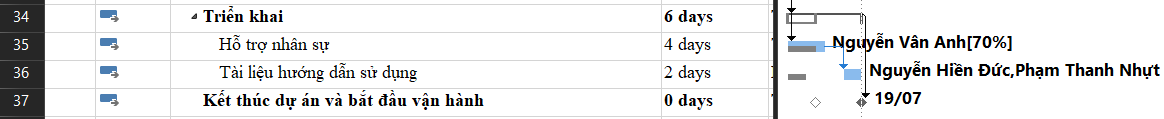 34 Triển khai 6 days
35 Hỗ trợ nhân sự 4 days Nguyễn Vân Anh[70%]
36 Tài liệu hướng dẫn sử dụng 2 days Nguyễn Hiền Đức,Phạm Thanh Nhựt
37 Kết thúc dự án và bắt đầu vận hành 0 days 19/07